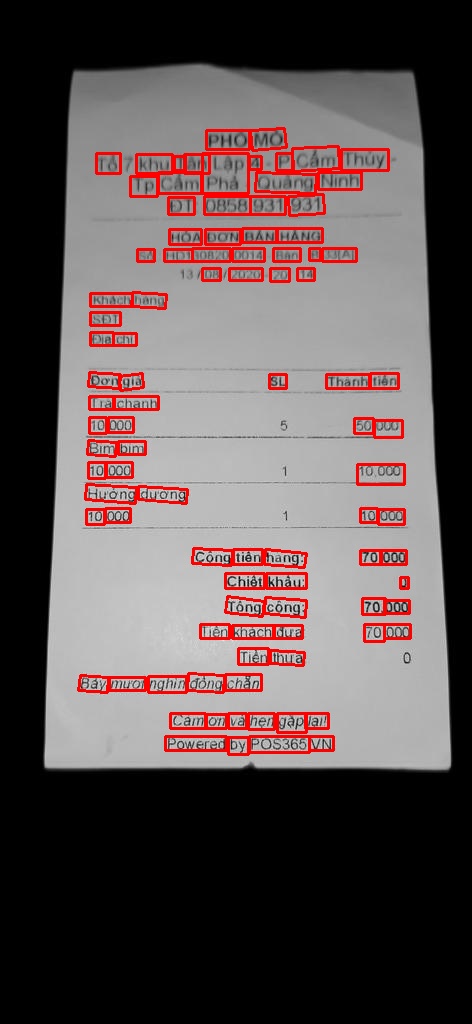 PHỐ MỎ
Tổ 7 khu Tân Lập 4 - P Cẩm Thủy -
Tp Cẩm Phả Quảng Ninh
ĐT 0858 931 931
HÓA ĐƠN BÁN HÀNG
Số HD130820 0014 - Bàn B 33[A]
13 / 08 / 2020 - 20 14
Khách hàng
SĐT
Địa chỉ
Đơn giá SL Thành tiền
Trà chanh
10,000 5 50,000
Bim bim
10,000 1 10,000
Hướng dương
10,000 1 10,000
Cộng tiền hàng: 70,000
Chiết khấu: 0
Tổng cộng: 70,000
Tiền khách đưa 70,000
Tiền thừa 0
Bảy mươi nghìn đồng chẵn
Cảm ơn và hẹn gặp lại!
Powered by POS365.VN